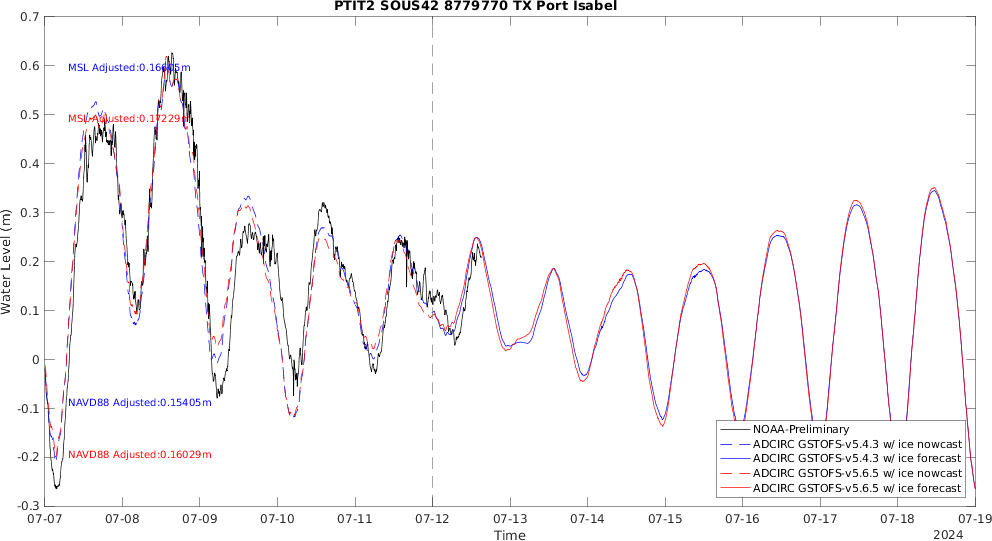 PTIT2 SOUS42 8779770 TX Port Isabel
0.7
0.6
0.5
0.4
0.3
0.2
0.1
0
-0.1
-0.2
-0.3
Water Level (m)
MSL Adjusted:0.16605m
MSL Adjusted:0.17229m
NAVD88 Adjusted:0.15405m
NAVD88 Adjusted:0.16029m
NOAA-Preliminary
ADCIRC GSTOFS-v5.4.3 w/ ice nowcast
ADCIRC GSTOFS-v5.4.3 w/ ice forecast
ADCIRC GSTOFS-v5.6.5 w/ ice nowcast
ADCIRC GSTOFS-v5.6.5 w/ ice forecast
07-07 07-08 07-09 07-10 07-11 07-12 07-13 07-14 07-15 07-16 07-17 07-18 07-19
Time
2024